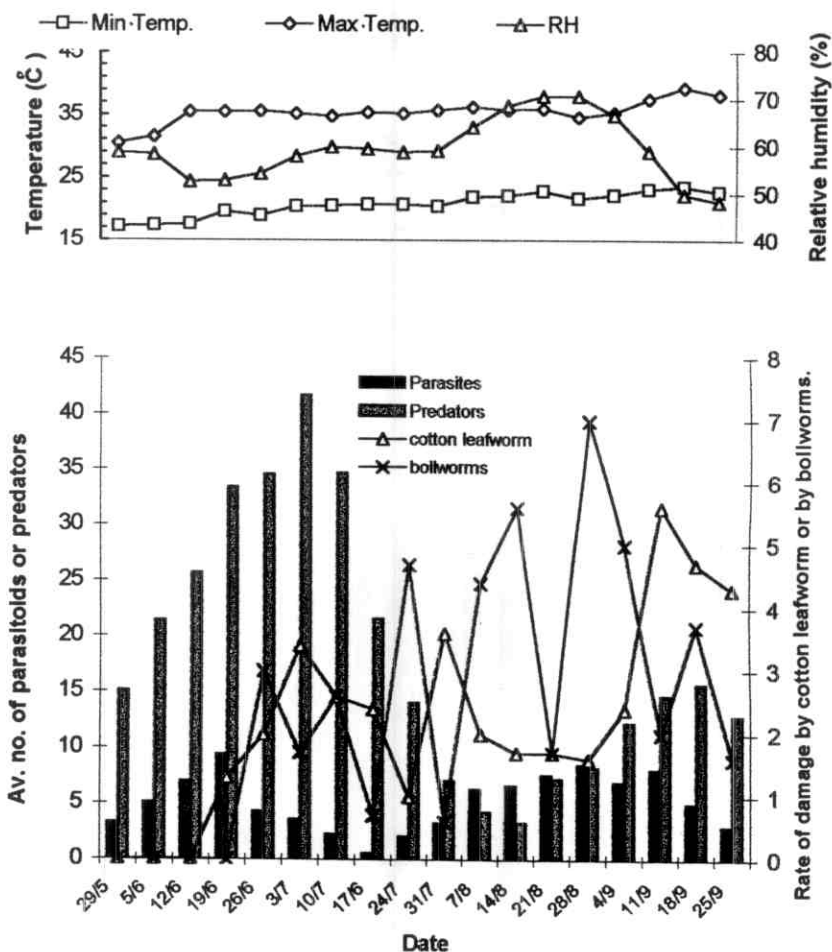 Min Temp. Max Temp. RH
Temperature (C̊)
45
35
25
15
Relative humidity (%)
80
70
60
50
40
Av. no. of parasitoids or predators
45
40
35
30
25
20
15
10
5
0
Parasites
Predators
cotton leafworm
bollworms
Rate of damage by cotton leafworm or by bollworms.
8
7
6
5
4
3
2
1
0
29/5 5/6 12/6 19/6 26/6 3/7 10/7 17/6 24/7 31/7 7/8 14/8 21/8 28/8 4/9 11/9 18/9 25/9
Date